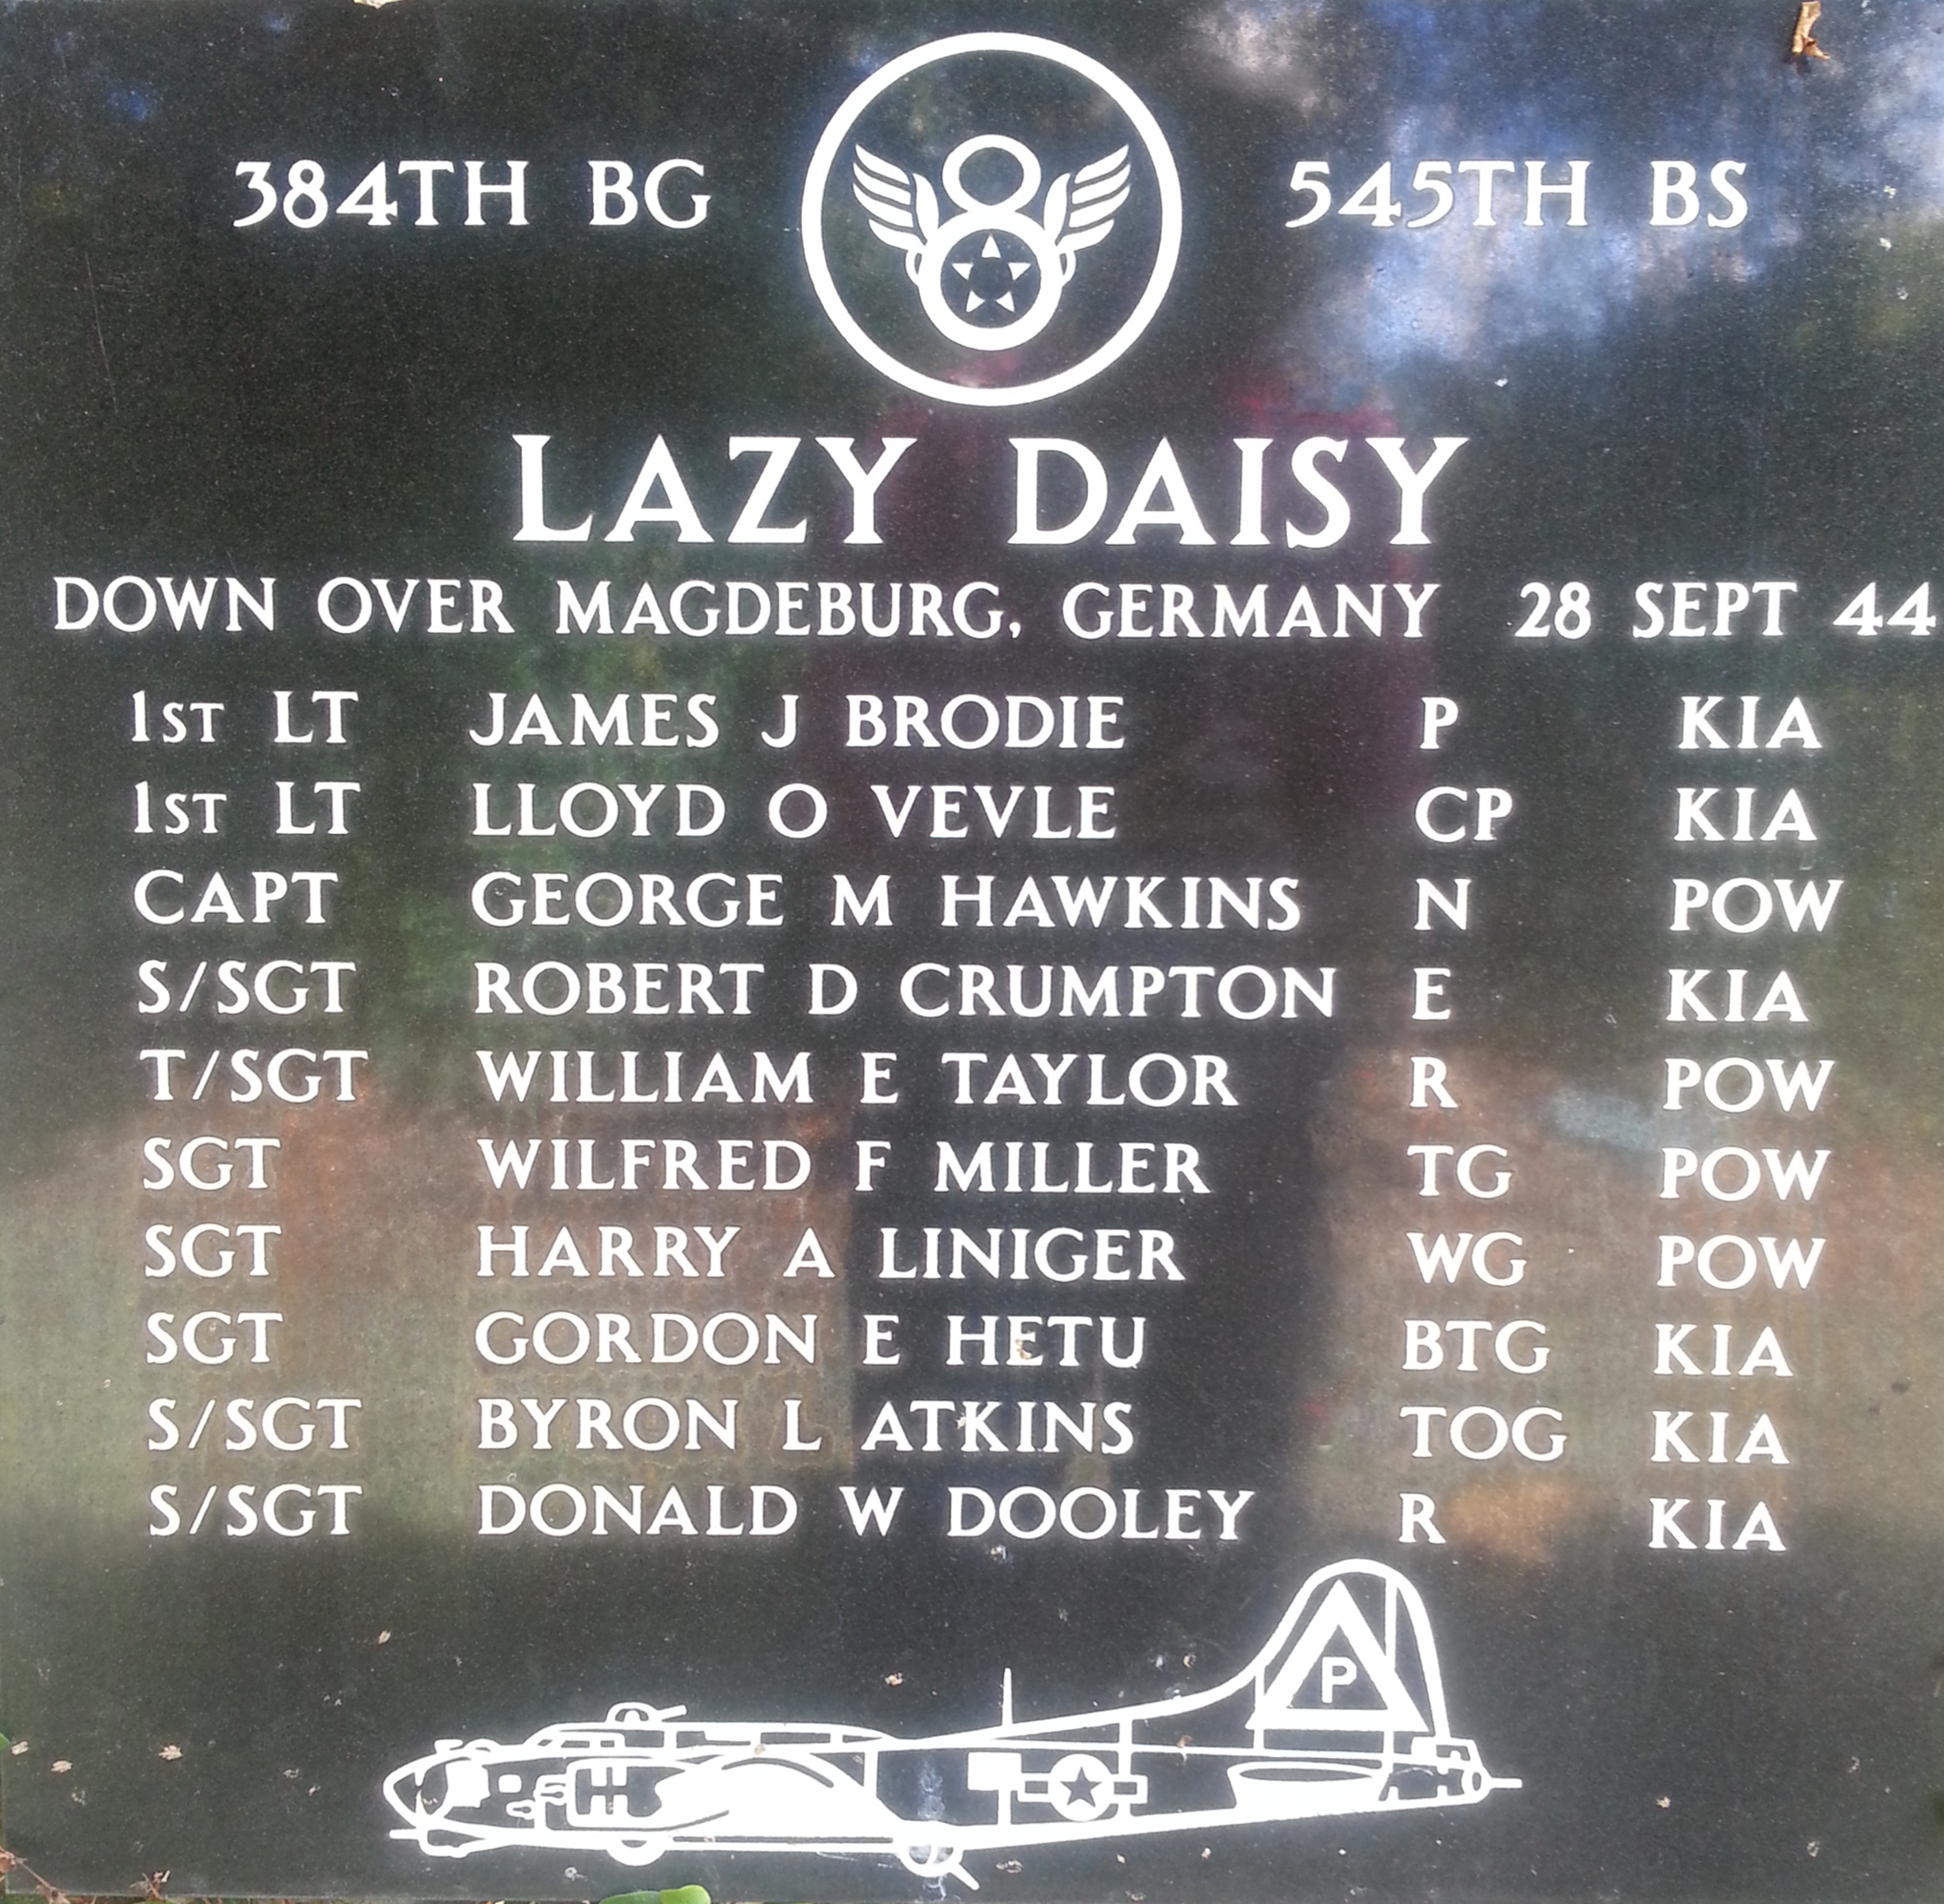 384TH BG 545TH BS
LAZY DAISY
DOWN OVER MAGDEBURG, GERMANY 28 SEPT 44
1ST LT JAMES J BRODIE P KIA
1ST LT LLOYD O VEVLE CP KIA
CAPT GEORGE M HAWKINS N POW
S/SGT ROBERT D CRUMPTON E KIA
T/SGT WILLIAM E TAYLOR R POW
SGT WILFRED F MILLER TG POW
SGT HARRY A LINIGER WG POW
SGT GORDON E HETU BTG KIA
S/SGT BYRON L ATKINS TOG KIA
S/SGT DONALD W DOOLEY R KIA
P